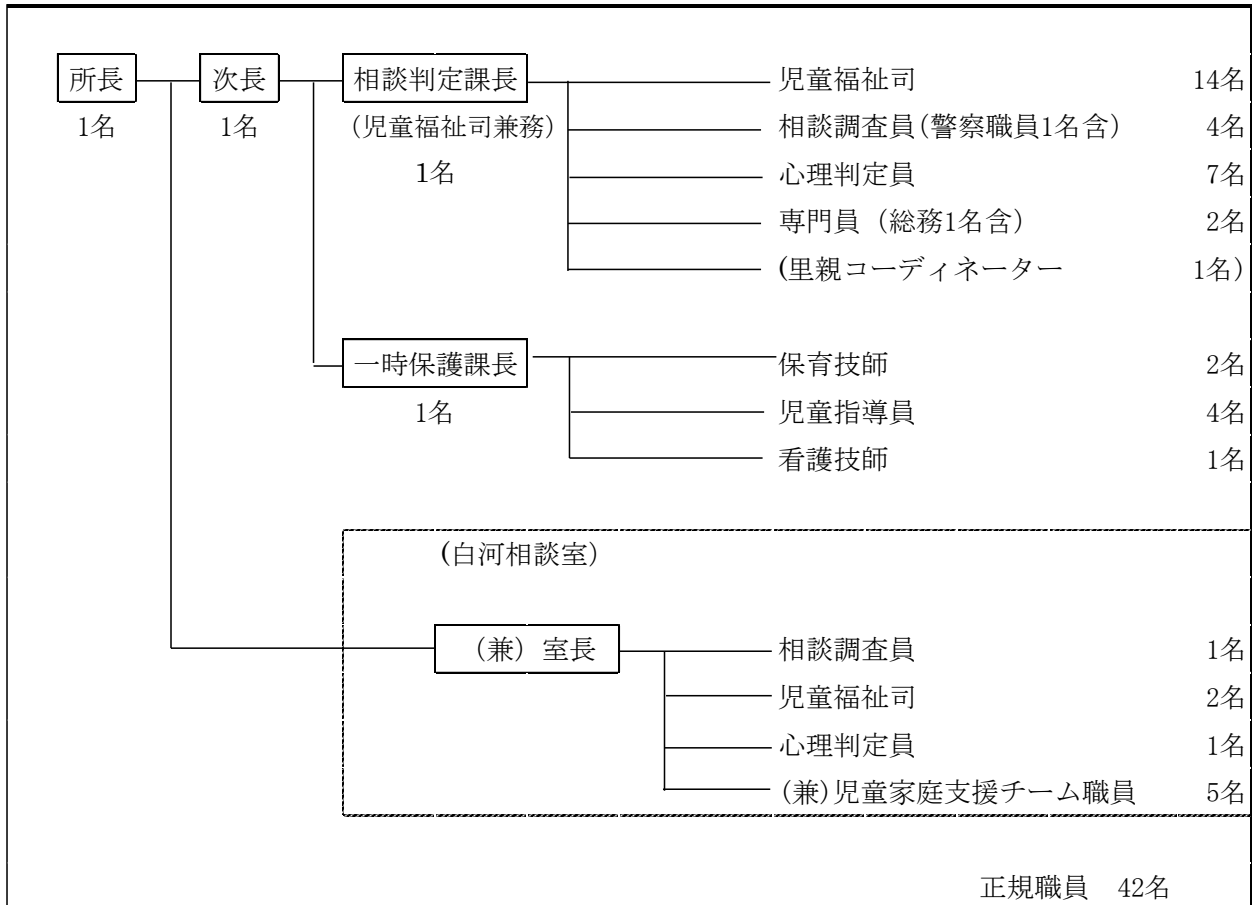 所長 次長 相談判定課長 児童福祉司 14名
1名 1名 (児童福祉司兼務) 相談調査員(警察職員1名含) 4名
1名 心理判定員 7名
専門員（総務1名含） 2名
(里親コーディネーター 1名)
一時保護課長 保育技師 2名
1名 児童指導員 4名
看護技師 1名
(白河相談室)
（兼）室長 相談調査員 1名
児童福祉司 2名
心理判定員 1名
(兼)児童家庭支援チーム職員 5名
正規職員 42名